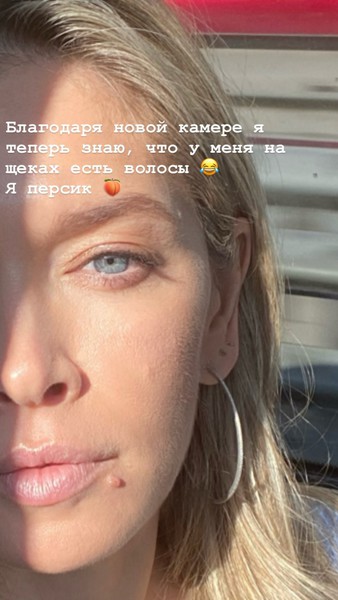 Благодаря новой камере я
теперь знаю, что у меня на
щеках есть волосы 😂
Я персик 🍑